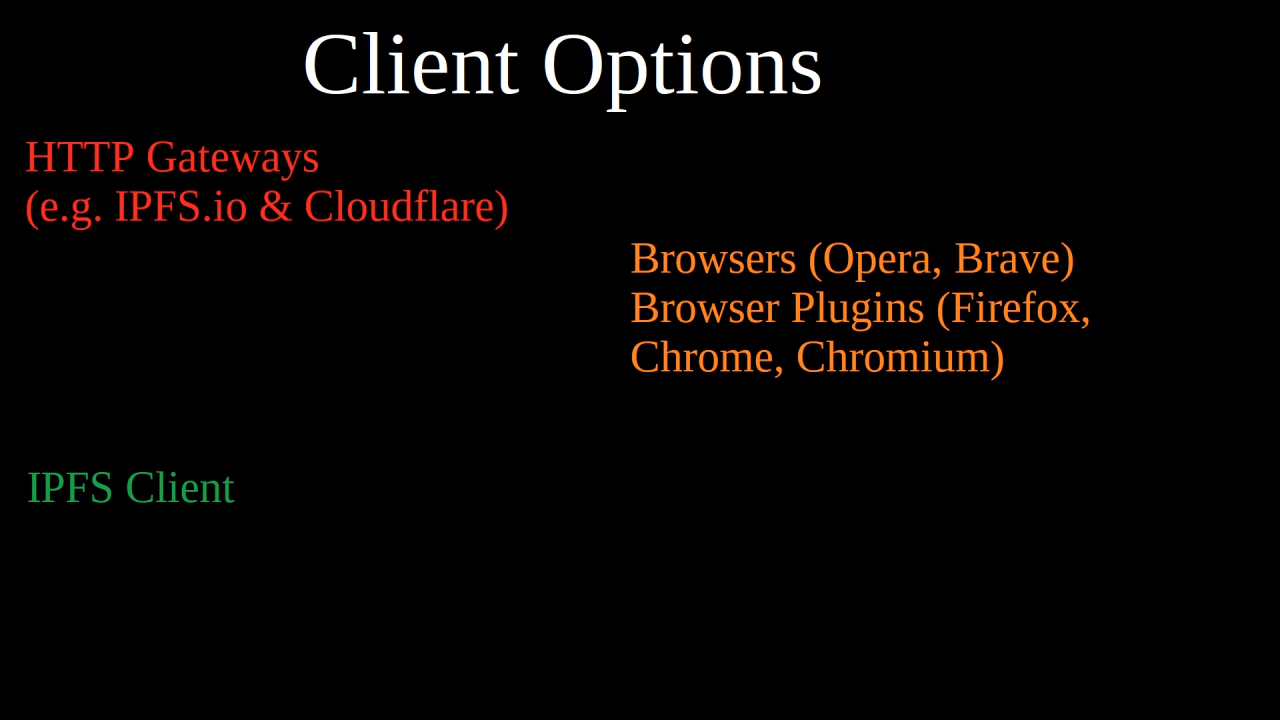 Client Options
HTTP Gateways
(e.g. IPFS.io & Cloudflare)
Browsers (Opera, Brave)
Browser Plugins (Firefox,
Chrome, Chromium)
IPFS Client